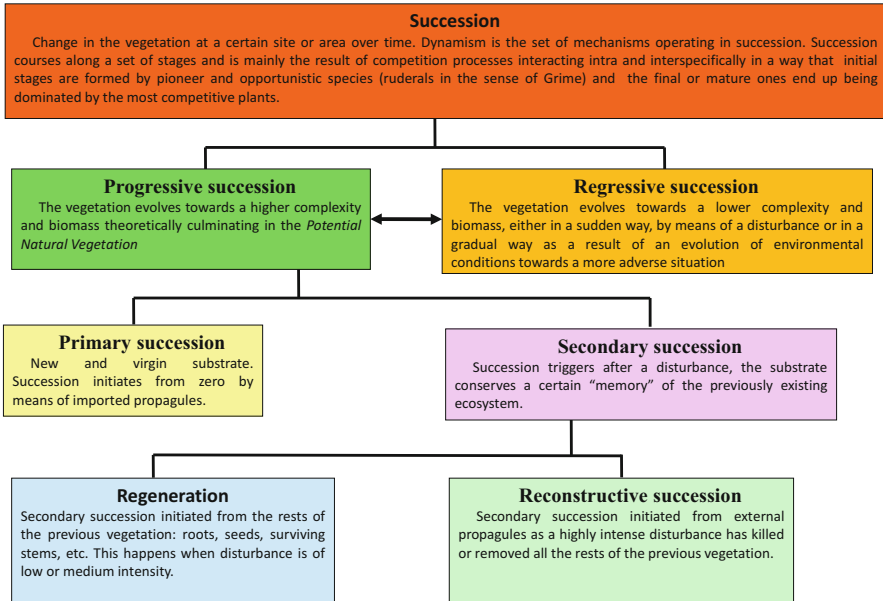 Succession
Change in the vegetation at a certain site or area over time. Dynamism is the set of mechanisms operating in succession. Succession
courses along a set of stages and is mainly the result of competition processes interacting intra and interspecifically in a way that initial
stages are formed by pioneer and opportunistic species (ruderals in the sense of Grime) and the final or mature ones end up being
dominated by the most competitive plants.
Progressive succession
The vegetation evolves towards a higher complexity
and biomass theoretically culminating in the Potential
Natural Vegetation
Regressive succession
The vegetation evolves towards a lower complexity and
biomass, either in a sudden way, by means of a disturbance or in a
gradual way as a result of an evolution of environmental
conditions towards a more adverse situation
Primary succession
New and virgin substrate.
Succession initiates from zero by
means of imported propagules.
Secondary succession
Succession triggers after a disturbance, the substrate
conserves a certain “memory” of the previously existing
ecosystem.
Regeneration
Secondary succession initiated from the rests of
the previous vegetation: roots, seeds, surviving
stems, etc. This happens when disturbance is of
low or medium intensity.
Reconstructive succession
Secondary succession initiated from external
propagules as a highly intense disturbance has killed
or removed all the rests of the previous vegetation.